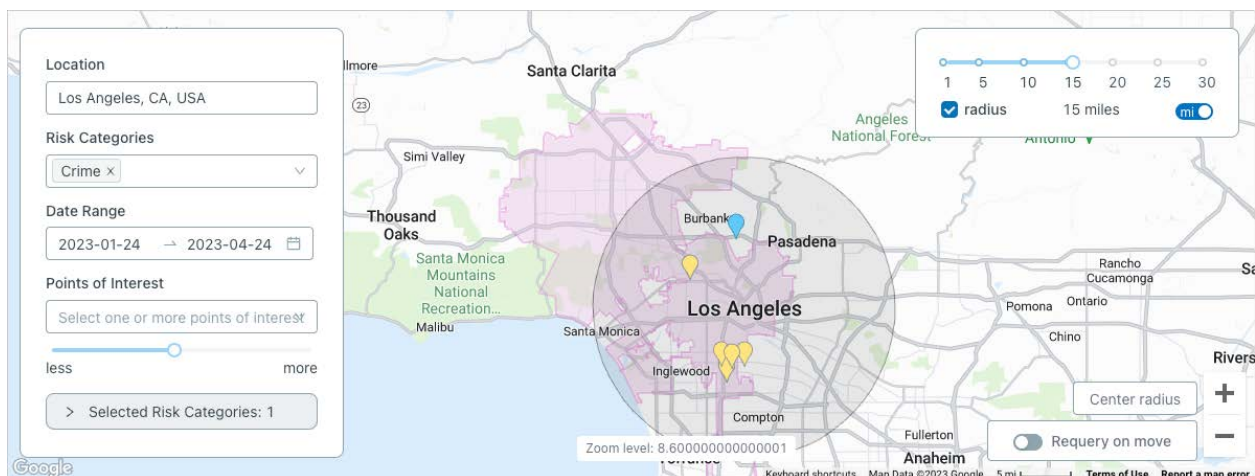 Location
Los Angeles, CA, USA
Risk Categories
Crime ×
Date Range
2023-01-24 → 2023-04-24
Points of Interest
Select one or more points of interest
less more
> Selected Risk Categories: 1
Google
llmore
Santa Clarita
23
Simi Valley
Thousand
Oaks
Santa Monica
Mountains
National
Recreation...
Malibu
Burbank
Pasadena
Los Angeles
Santa Monica
Inglewood
Compton
Torrance
Angeles
National Forest
Antonio
1 5 10 15 20 25 30
radius 15 miles mi
Rancho
Cucamonga
Pomona
Ontario
Chino
Rivers
Fullerton
Anaheim
Center radius
+
−
Requery on move
Zoom level: 8.600000000000001
Keyboard shortcuts Map Data ©2023 Google 5 mi Terms of Use Report a map error